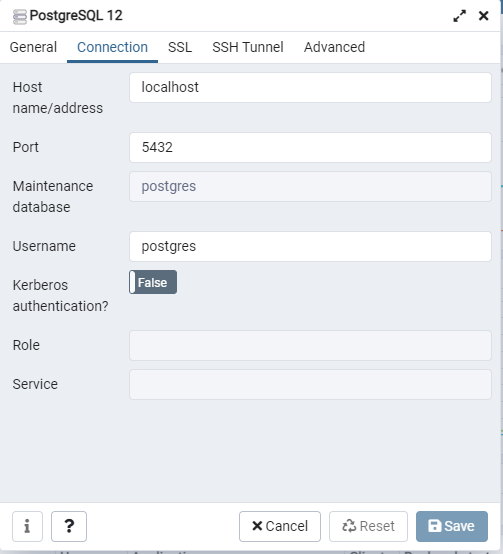 PostgreSQL 12
General Connection SSL SSH Tunnel Advanced
Host name/address
localhost
Port
5432
Maintenance database
postgres
Username
postgres
Kerberos authentication?
False
Role
Service
i ? Cancel Reset Save